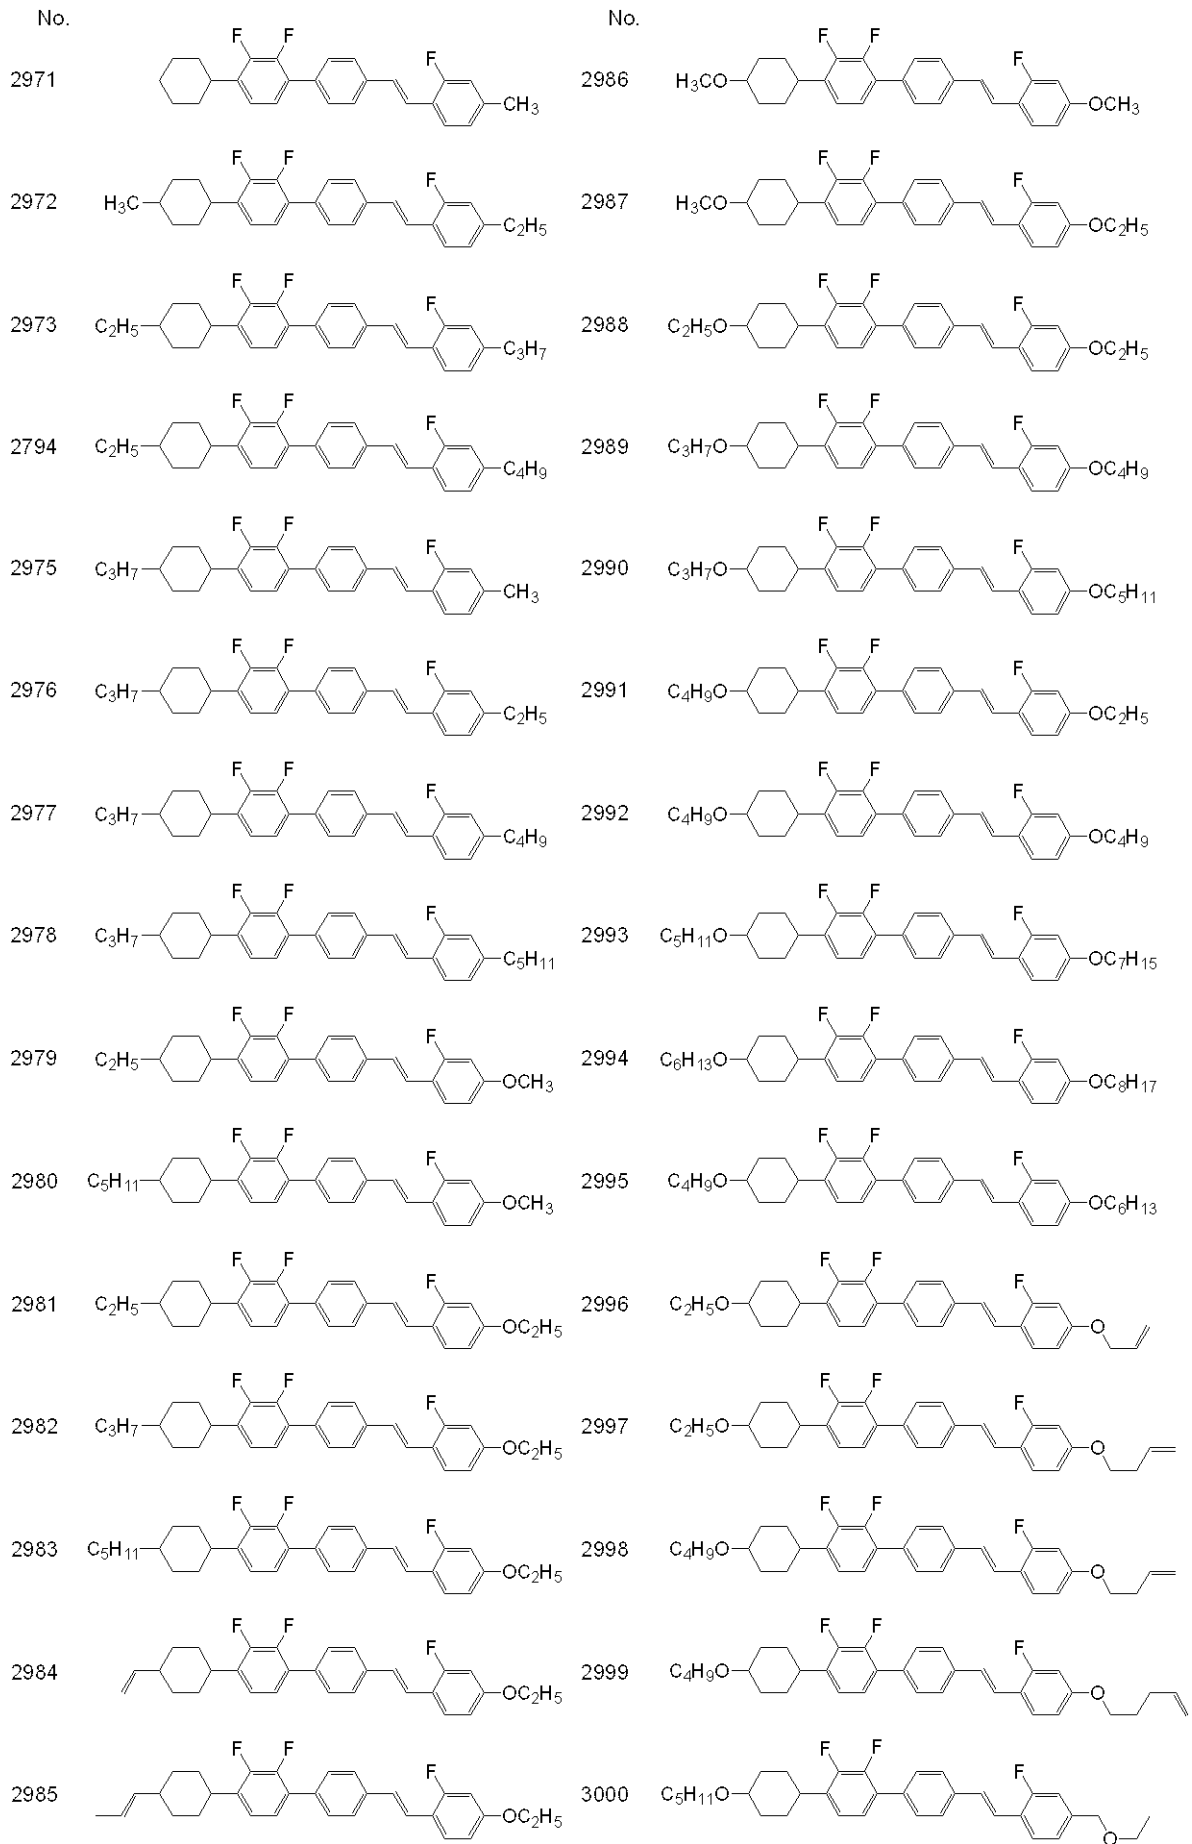 No. No.
F F F
2971 CH3
F F F
2986 H3CO OCH3
F F F
2972 H3C C2H5
F F F
2987 H3CO OC2H5
F F F
2973 C2H5 C3H7
F F F
2988 C2H5O OC2H5
F F F
2794 C2H5 C4H9
F F F
2989 C3H7O OC4H9
F F F
2975 C3H7 CH3
F F F
2990 C3H7O OC5H11
F F F
2976 C3H7 C2H5
F F F
2991 C4H9O OC2H5
F F F
2977 C3H7 C4H9
F F F
2992 C4H9O OC4H9
F F F
2978 C3H7 C5H11
F F F
2993 C5H11O OC7H15
F F F
2979 C2H5 OCH3
F F F
2994 C6H13O OC8H17
F F F
2980 C5H11 OCH3
F F F
2995 C4H9O OC6H13
F F F
2981 C2H5 OC2H5
F F F
2996 C2H5O O
F F F
2982 C3H7 OC2H5
F F F
2997 C2H5O O
F F F
2983 C5H11 OC2H5
F F F
2998 C4H9O O
F F F
2984 OC2H5
F F F
2999 C4H9O O
F F F
2985 OC2H5
F F F
3000 C5H11O O